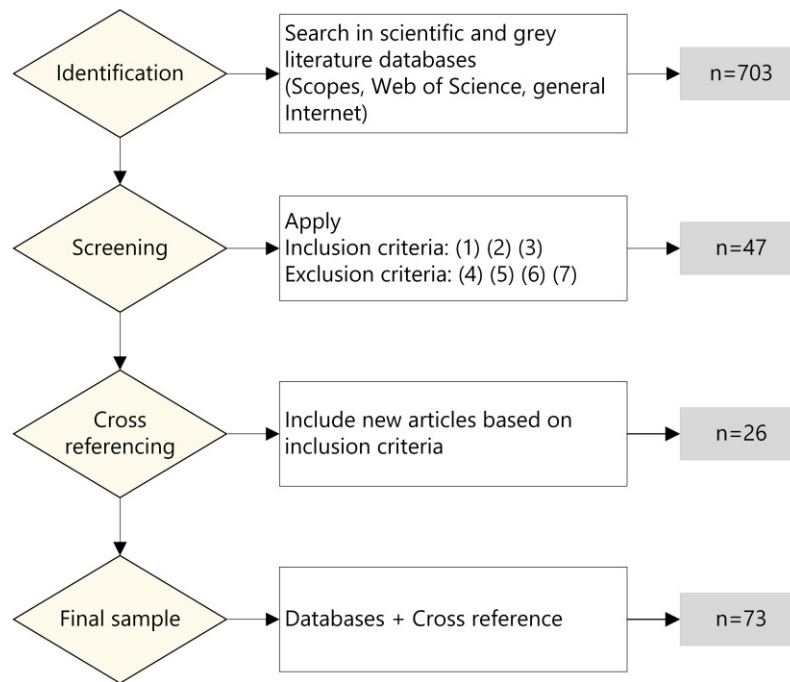 Identification
Search in scientific and grey
literature databases
(Scopes, Web of Science, general
Internet)
n=703
Screening
Apply
Inclusion criteria: (1) (2) (3)
Exclusion criteria: (4) (5) (6) (7)
n=47
Cross
referencing
Include new articles based on
inclusion criteria
n=26
Final sample
Databases + Cross reference
n=73